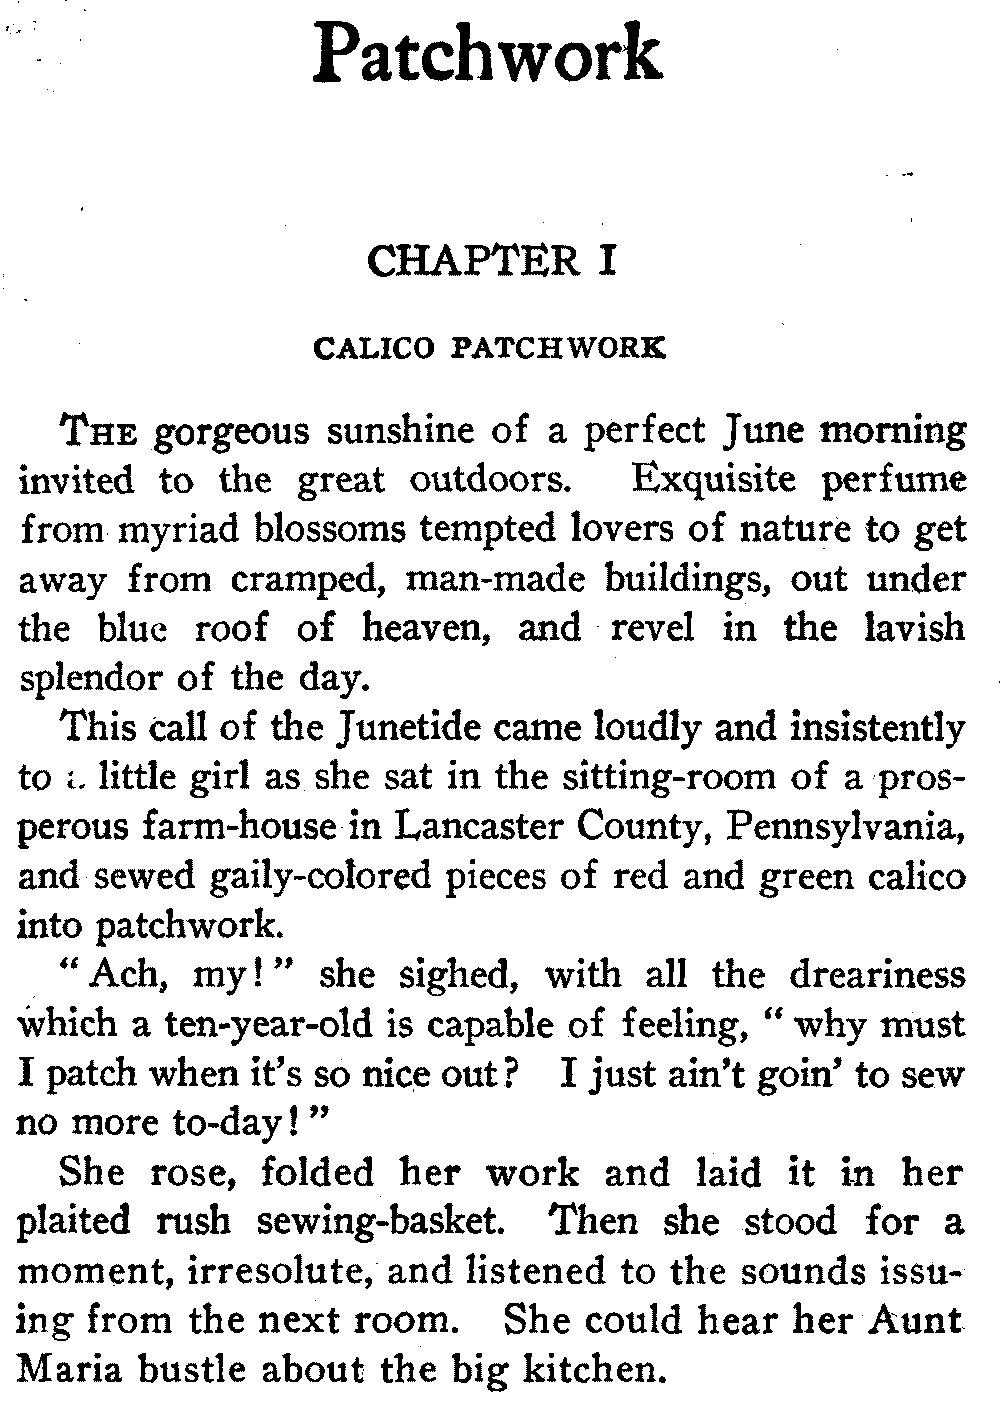 Patchwork
CHAPTER I
CALICO PATCHWORK
THE gorgeous sunshine of a perfect June morning
invited to the great outdoors. Exquisite perfume
from myriad blossoms tempted lovers of nature to get
away from cramped, man-made buildings, out under
the blue roof of heaven, and revel in the lavish
splendor of the day.
This call of the Junetide came loudly and insistently
to little girl as she sat in the sitting-room of a pros-
perous farm-house in Lancaster County, Pennsylvania,
and sewed gaily-colored pieces of red and green calico
into patchwork.
“ Ach, my! ” she sighed, with all the dreariness
which a ten-year-old is capable of feeling, “ why must
I patch when it's so nice out? I just ain't goin' to sew
no more to-day! ”
She rose, folded her work and laid it in her
plaited rush sewing-basket. Then she stood for a
moment, irresolute, and listened to the sounds issu-
ing from the next room. She could hear her Aunt
Maria bustle about the big kitchen.